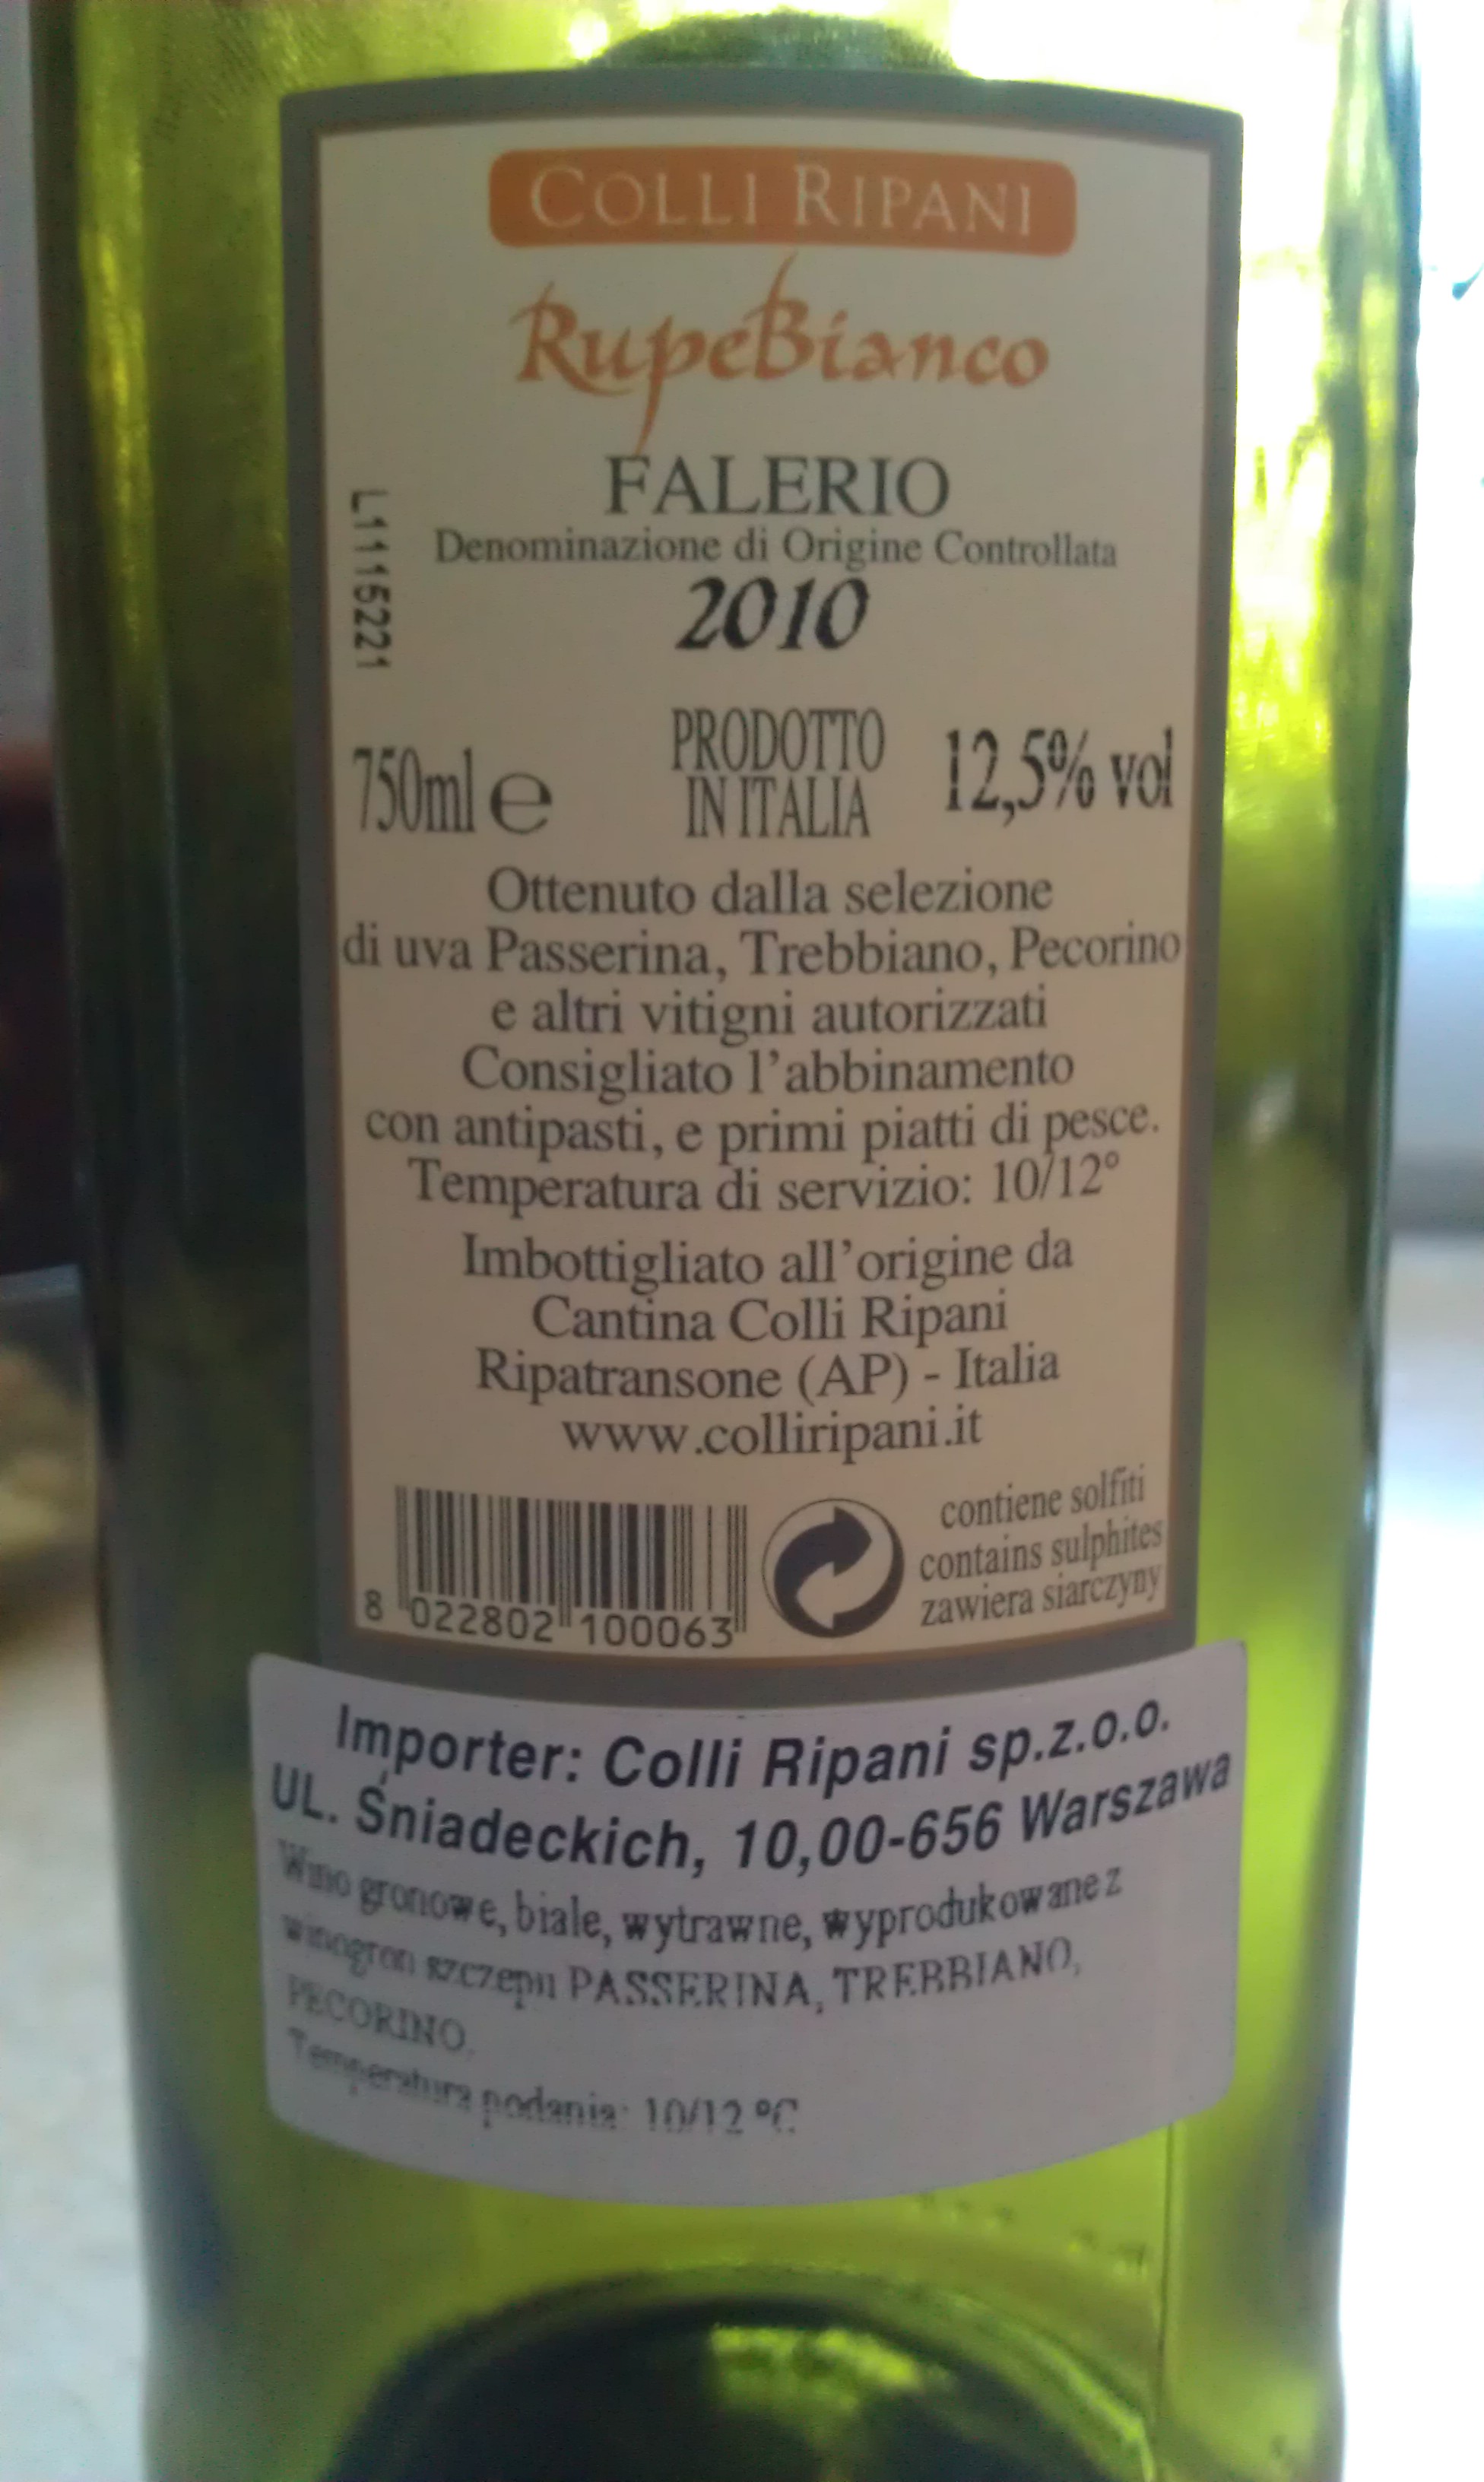 COLLI RIPANI
RupeBianco
FALERIO
Denominazione di Origine Controllata
2010
L1115221
750ml e
PRODOTTO
IN ITALIA
12,5% vol
Ottenuto dalla selezione
di uva Passerina, Trebbiano, Pecorino
e altri vitigni autorizzati
Consigliato l'abbinamento
con antipasti, e primi piatti di pesce.
Temperatura di servizio: 10/12°
Imbottigliato all'origine da
Cantina Colli Ripani
Ripatransone (AP) - Italia
www.colliripani.it
contiene solfiti
contains sulphites
zawiera siarczyny
8 022802 100063
Importer: Colli Ripani sp.z.o.o.
UL. Śniadeckich, 10,00-656 Warszawa
Wino gronowe, biale, wytrawne, wyprodukowane z
winogron szczepu PASSERINA, TREBBIANO,
PECORINO.
Temperatura podania: 10/12 °C